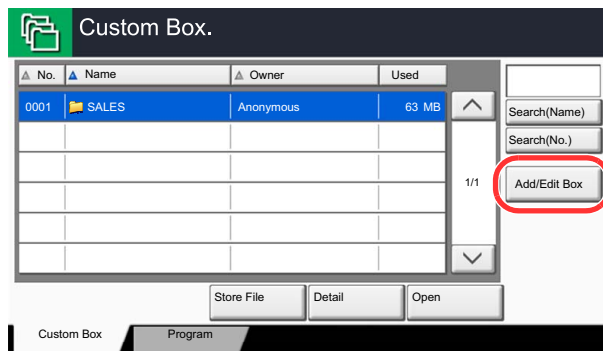 Custom Box.
No. Name Owner Used
0001 SALES Anonymous 63 MB
Search(Name)
Search(No.)
1/1
Add/Edit Box
Store File Detail Open
Custom Box Program